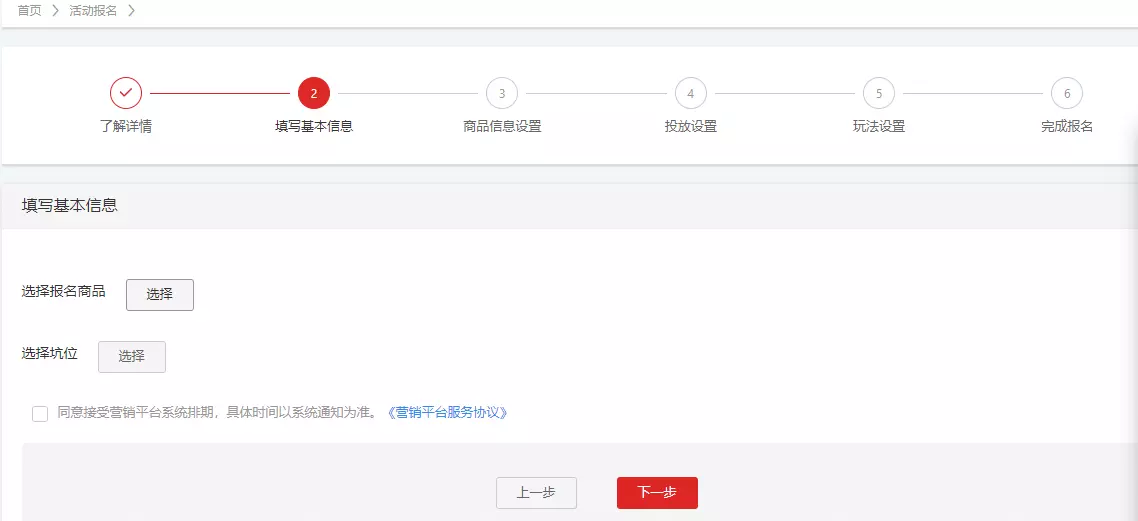 首页 > 活动报名 >
2 3 4 5 6
了解详情 填写基本信息 商品信息设置 投放设置 玩法设置 完成报名
填写基本信息
选择报名商品 选择
选择坑位 选择
同意接受营销平台系统排期，具体时间以系统通知为准。《营销平台服务协议》
上一步 下一步